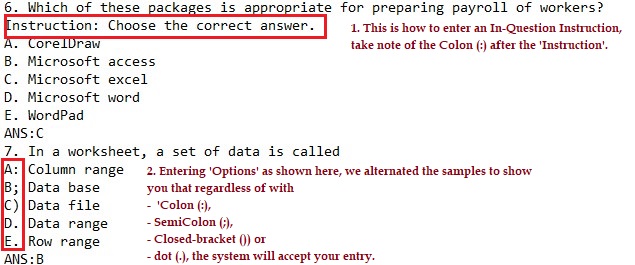 6. Which of these packages is appropriate for preparing payroll of workers?
Instruction: Choose the correct answer.
1. This is how to enter an In-Question Instruction,
take note of the Colon (:) after the 'Instruction'.
A. CorelDraw
B. Microsoft access
C. Microsoft excel
D. Microsoft word
E. WordPad
ANS:C
7. In a worksheet, a set of data is called
A: Column range
B; Data base
C) Data file
D. Data range
E. Row range
ANS:B
2. Entering 'Options' as shown here, we alternated the samples to show
you that regardless of with
- 'Colon (:),
- SemiColon (;),
- Closed-bracket ()) or
- dot (.), the system will accept your entry.